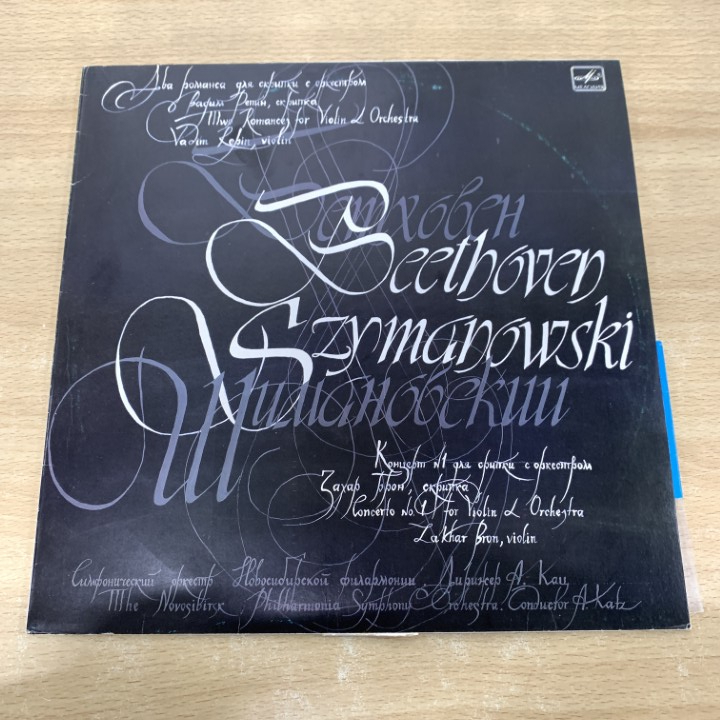 Два романса для скрипки с оркестром
Вадим Репин, скрипка
Two Romances for Violin & Orchestra
Vadim Repin, violin
Бетховен
Beethoven
Szymanowski
Шимановский
Концерт №1 для скрипки с оркестром
Захар Брон, скрипка
Concerto No. 1 for Violin & Orchestra
Zakhar Bron, violin
Симфонический оркестр Новосибирской филармонии. Дирижер А. Кац
The Novosibirsk Philharmonia Symphony Orchestra. Conductor A. Katz